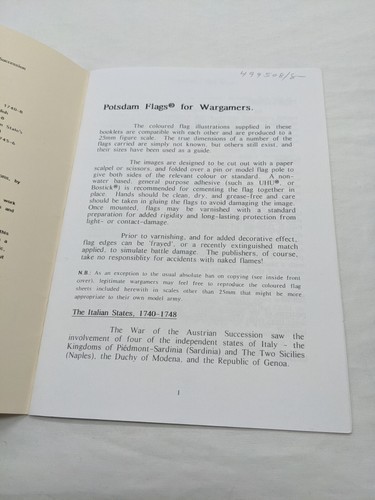 Succession
1740-8
State's
745-6.
484508/5
Potsdam Flags® for Wargamers.
The coloured flag illustrations supplied in these
booklets are compatible with each other and are produced to a
25mm figure scale. The true dimensions of a number of the
flags carried are simply not known, but others still exist, and
their sizes have been used as a guide.
The images are designed to be cut out with a paper
scalpel or scissors, and folded over a pin or model flag pole to
give both sides of the relevant colour or standard. A non-
water based, general purpose adhesive (such as UHU®, or
Bostick®) is recommended for cementing the flag together in
place. Hands should be clean, dry, and grease-free and care
should be taken in gluing the flags to avoid damaging the image.
Once mounted, flags may be varnished with a standard
preparation for added rigidity and long-lasting protection from
light- or contact-damage.
Prior to varnishing, and for added decorative effect,
flag edges can be 'frayed', or a recently extinguished match
applied, to simulate battle damage. The publishers, of course,
take no responsiblity for accidents with naked flames!
N.B.: As an exception to the usual absolute ban on copying (see inside front
cover), legitimate wargamers may feel free to reproduce the coloured flag
sheets included herewith in scales other than 25mm that might be more
appropriate to their own model army.
The Italian States, 1740-1748
The War of the Austrian Succession saw the
involvement of four of the independent states of Italy - the
Kingdoms of Piédmont-Sardinia (Sardinia) and The Two Sicilies
(Naples), the Duchy of Modena, and the Republic of Genoa.
1